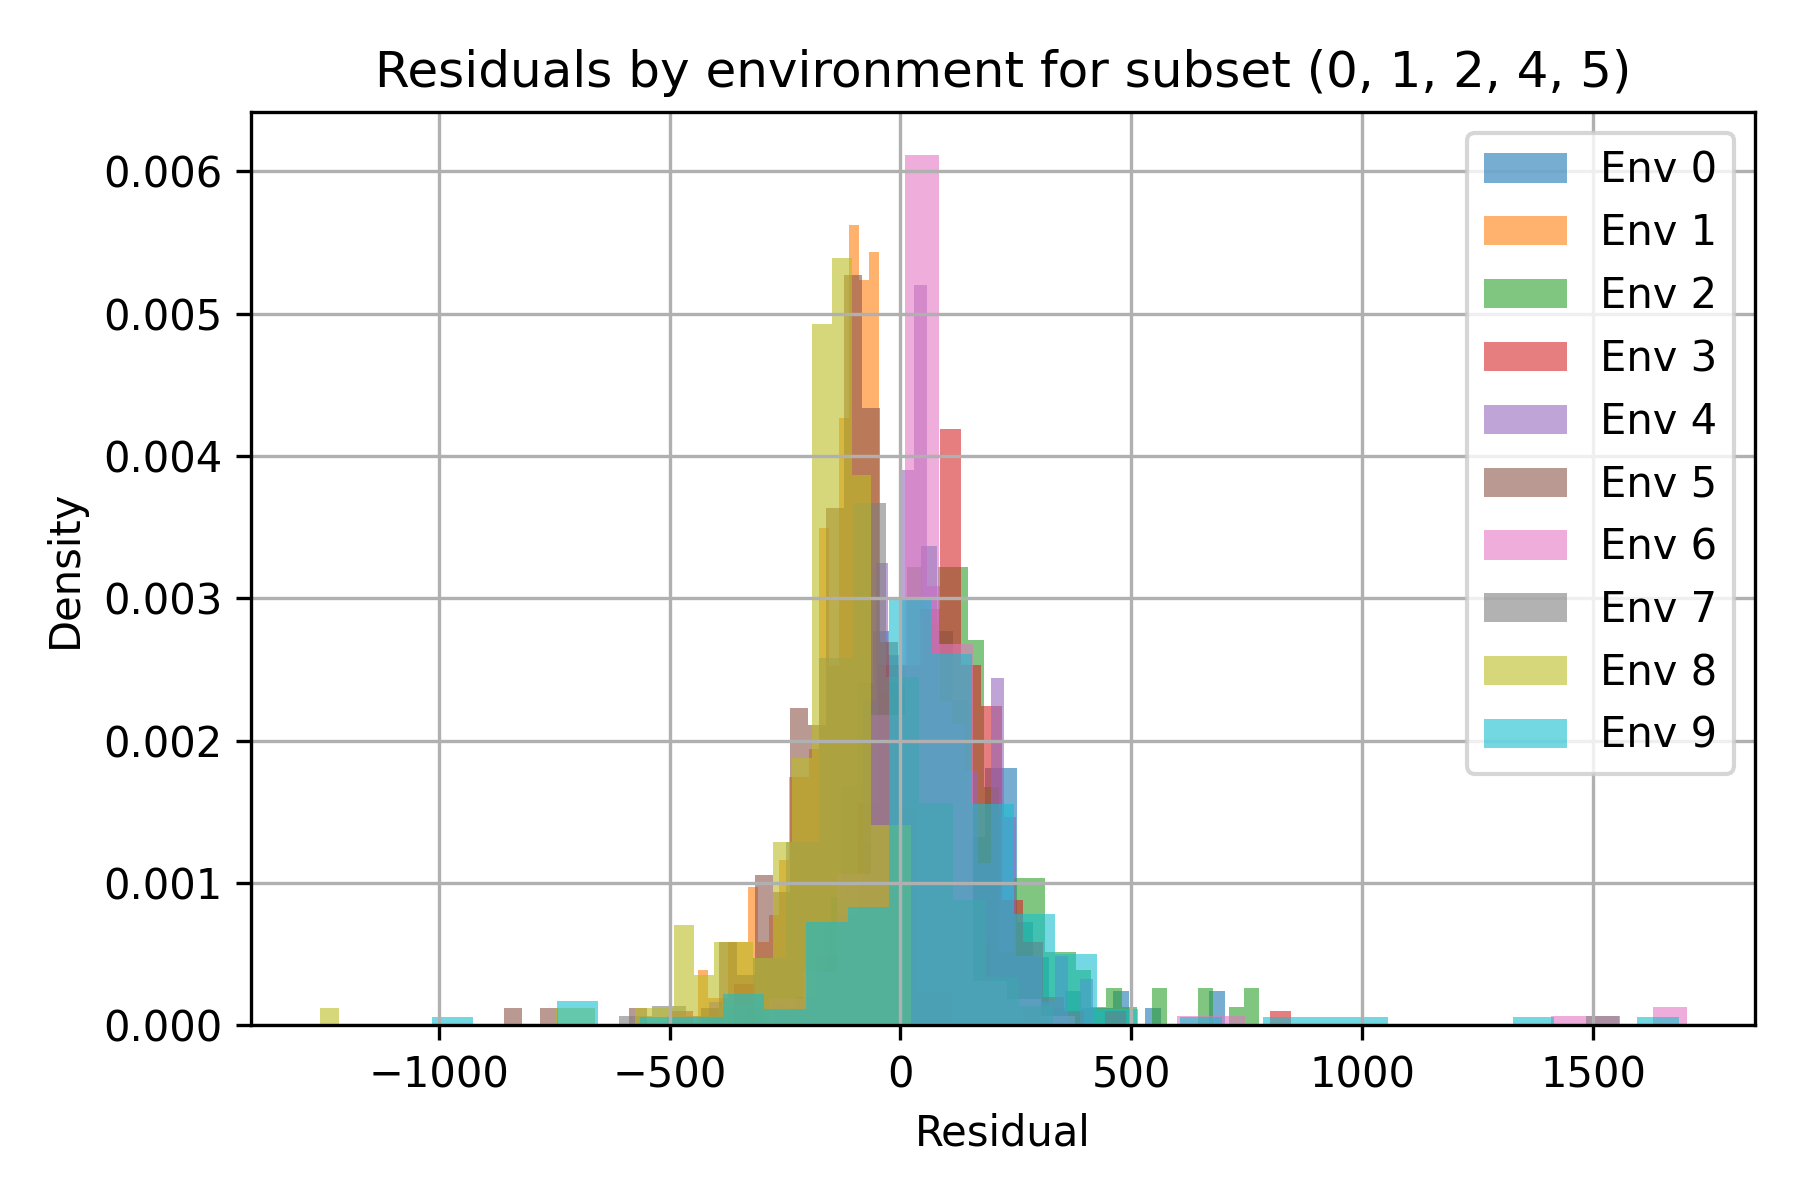 Residuals by environment for subset (0, 1, 2, 4, 5)
Density
0.006
0.005
0.004
0.003
0.002
0.001
0.000
−1000
−500
0
500
1000
1500
Residual
Env 0
Env 1
Env 2
Env 3
Env 4
Env 5
Env 6
Env 7
Env 8
Env 9